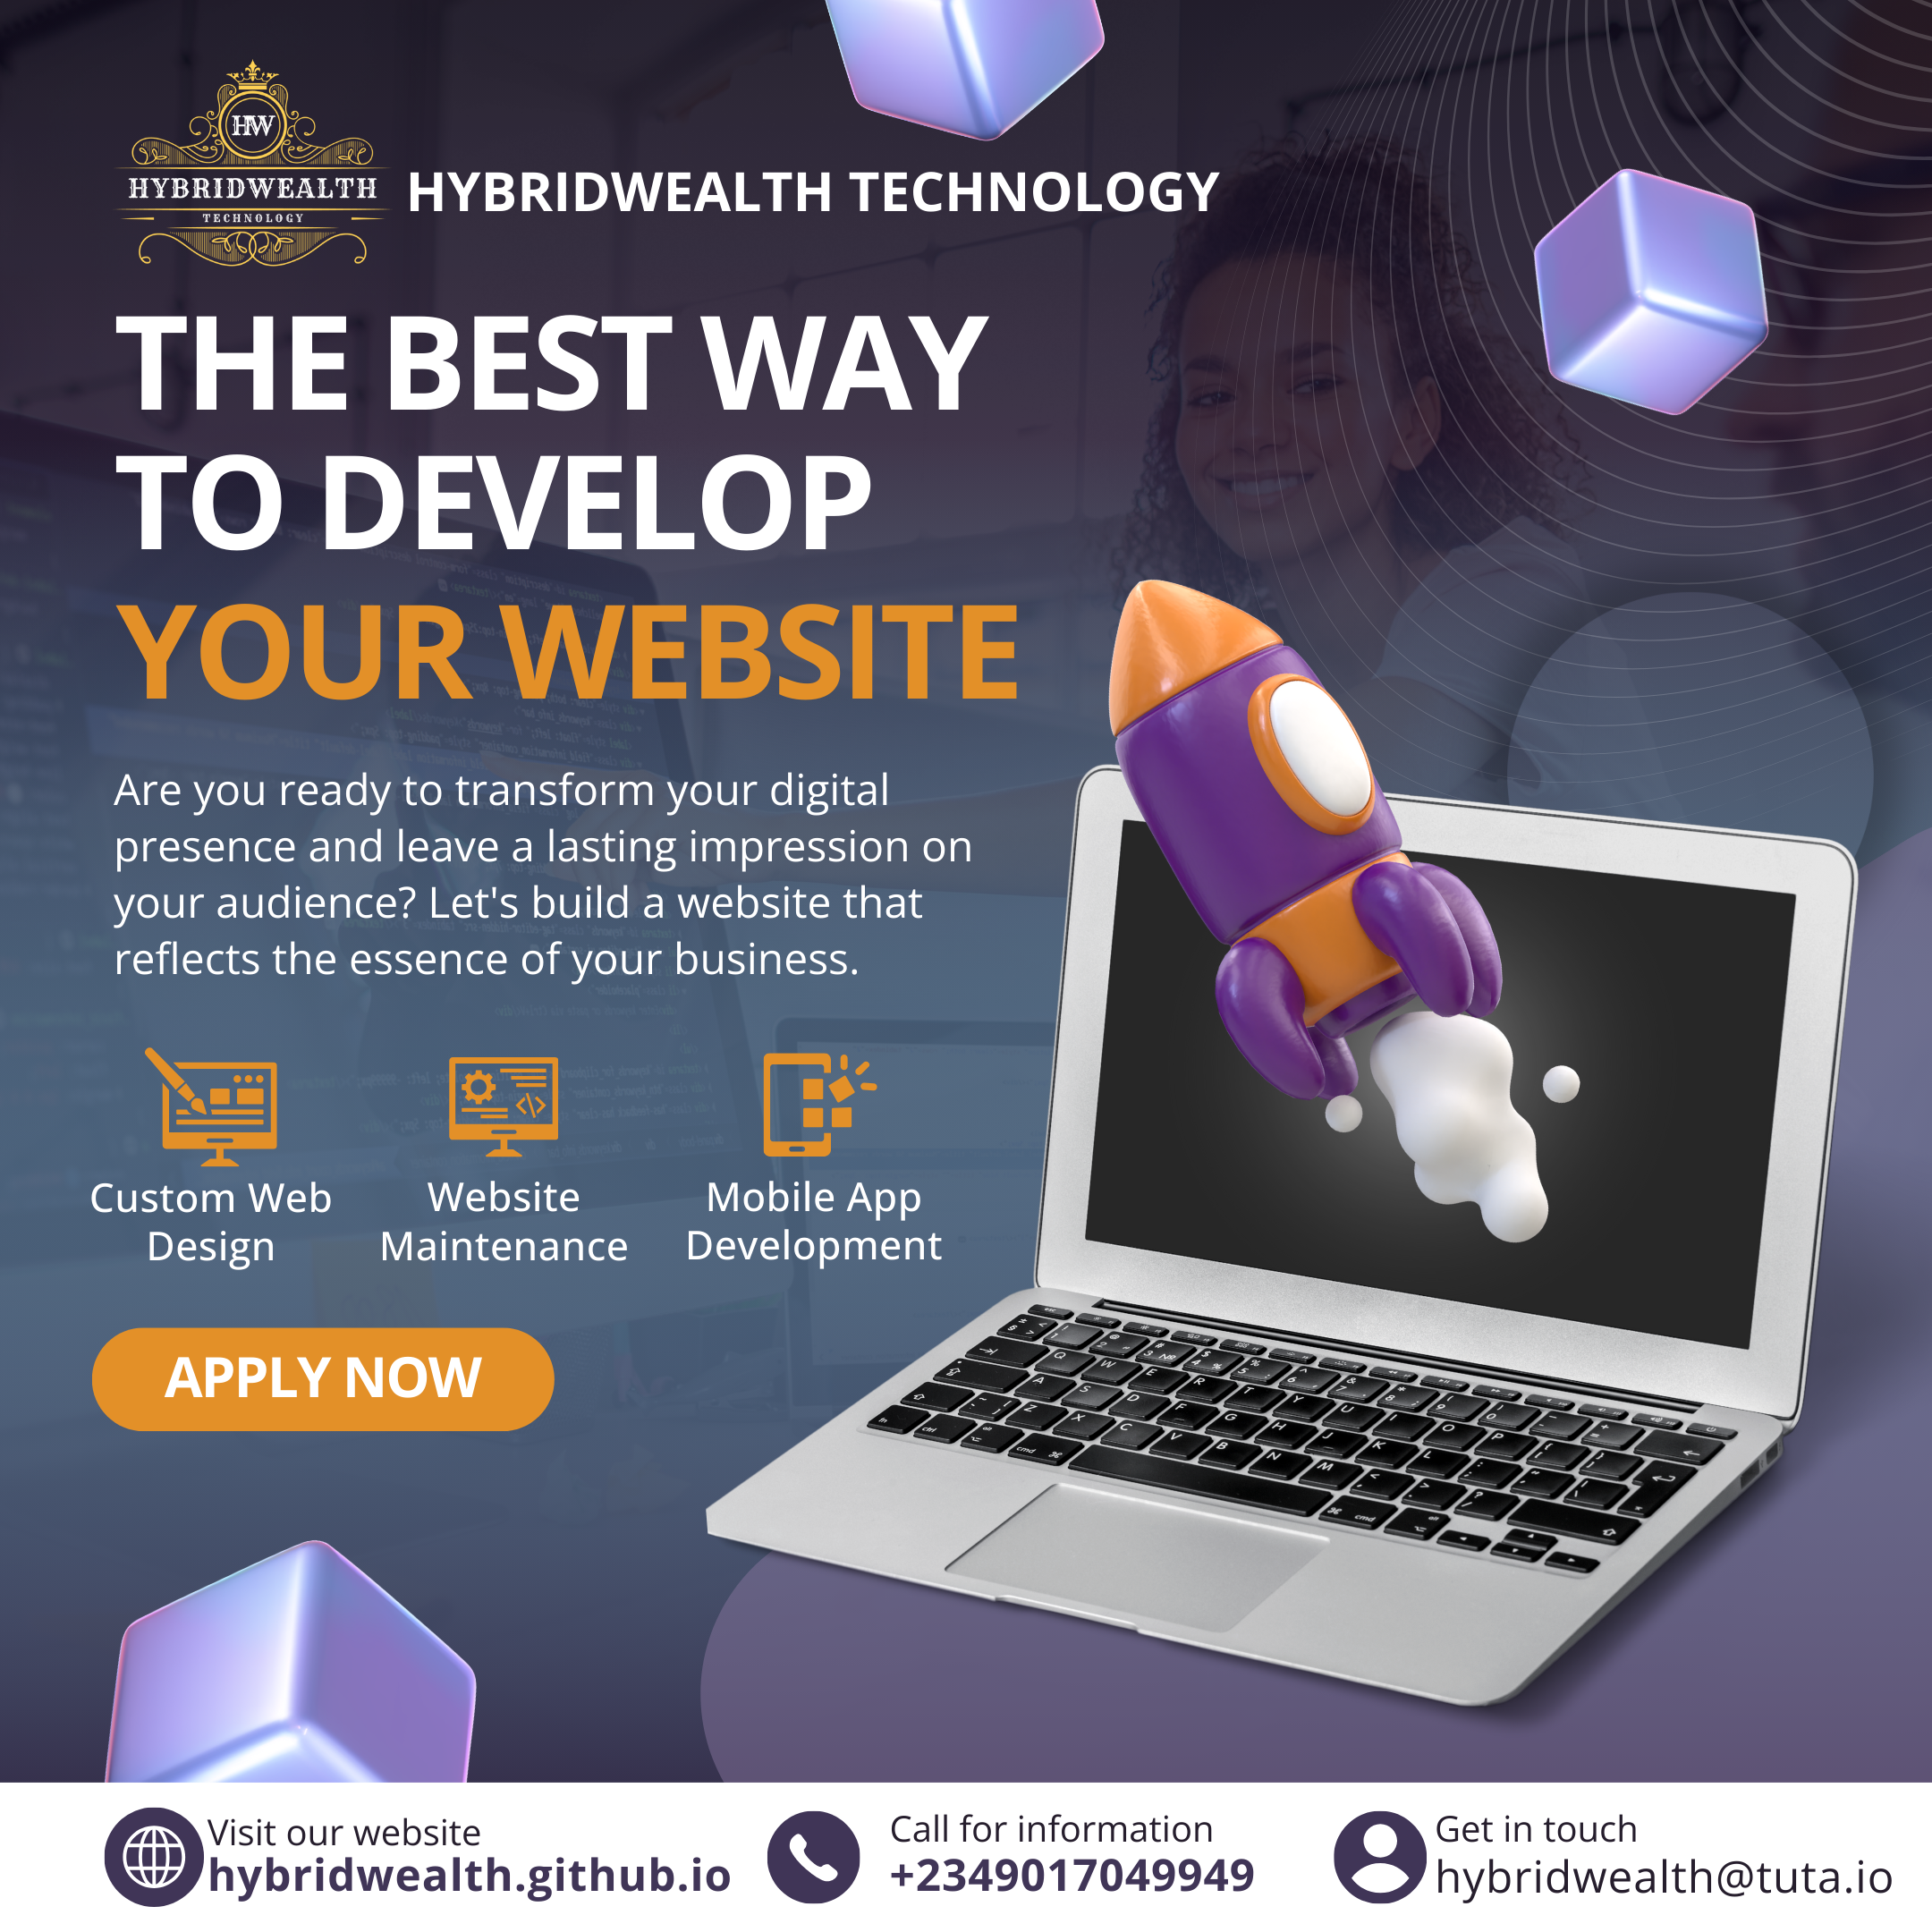 HW
HYBRIDWEALTH
TECHNOLOGY
HYBRIDWEALTH TECHNOLOGY
THE BEST WAY
TO DEVELOP
YOUR WEBSITE
Are you ready to transform your digital
presence and leave a lasting impression on
your audience? Let's build a website that
reflects the essence of your business.
Custom Web
Design
Website
Maintenance
Mobile App
Development
APPLY NOW
Visit our website
hybridwealth.github.io
Call for information
+2349017049949
Get in touch
hybridwealth@tuta.io